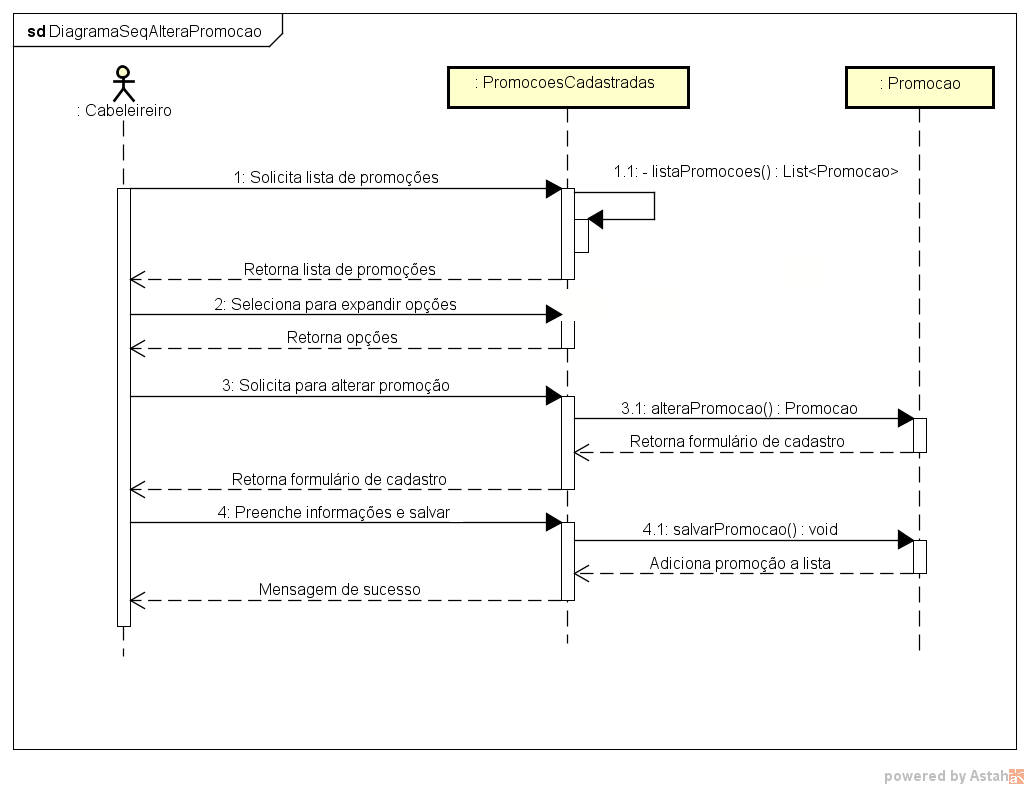 sd DiagramaSeqAlteraPromocao
: Cabeleireiro
: PromocoesCadastradas
: Promocao
1: Solicita lista de promoções
1.1: - listaPromocoes() : List<Promocao>
Retorna lista de promoções
2: Seleciona para expandir opções
Retorna opções
3: Solicita para alterar promoção
3.1: alteraPromocao() : Promocao
Retorna formulário de cadastro
Retorna formulário de cadastro
4: Preenche informações e salvar
4.1: salvarPromocao() : void
Adiciona promoção a lista
Mensagem de sucesso
powered by Astah